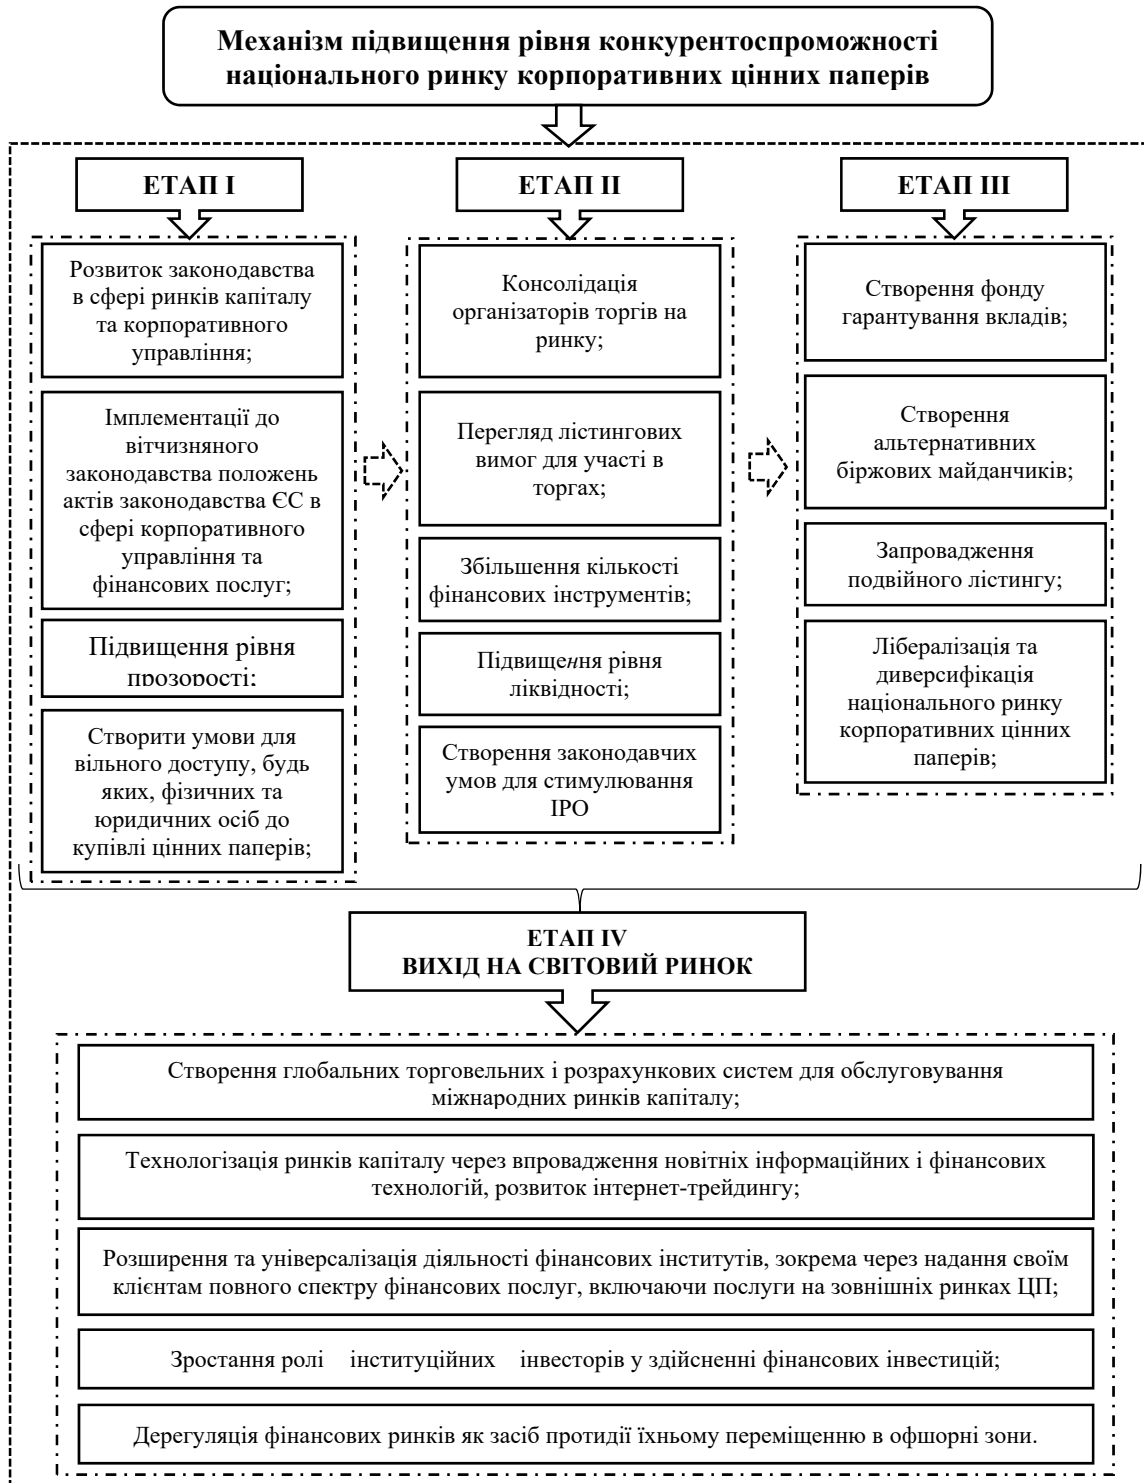 Механізм підвищення рівня конкурентоспроможності
національного ринку корпоративних цінних паперів
ЕТАП І
Розвиток законодавства
в сфері ринків капіталу
та корпоративного
управління;
Імплементації до
вітчизняного
законодавства положень
актів законодавства ЄС в
сфері корпоративного
управління та
фінансових послуг;
Підвищення рівня
прозорості;
Створити умови для
вільного доступу, будь
яких, фізичних та
юридичних осіб до
купівлі цінних паперів;
ЕТАП ІІ
Консолідація
організаторів торгів на
ринку;
Перегляд лістингових
вимог для участі в
торгах;
Збільшення кількості
фінансових інструментів;
Підвищення рівня
ліквідності;
Створення законодавчих
умов для стимулювання
ІРО
ЕТАП ІІІ
Створення фонду
гарантування вкладів;
Створення
альтернативних
біржових майданчиків;
Запровадження
подвійного лістингу;
Лібералізація та
диверсифікація
національного ринку
корпоративних цінних
паперів;
ЕТАП IV
ВИХІД НА СВІТОВИЙ РИНОК
Створення глобальних торговельних і розрахункових систем для обслуговування
міжнародних ринків капіталу;
Технологізація ринків капіталу через впровадження новітніх інформаційних і фінансових
технологій, розвиток інтернет-трейдингу;
Розширення та універсалізація діяльності фінансових інститутів, зокрема через надання своїм
клієнтам повного спектру фінансових послуг, включаючи послуги на зовнішніх ринках ЦП;
Зростання ролі інституційних інвесторів у здійсненні фінансових інвестицій;
Дерегуляція фінансових ринків як засіб протидії їхньому переміщенню в офшорні зони.